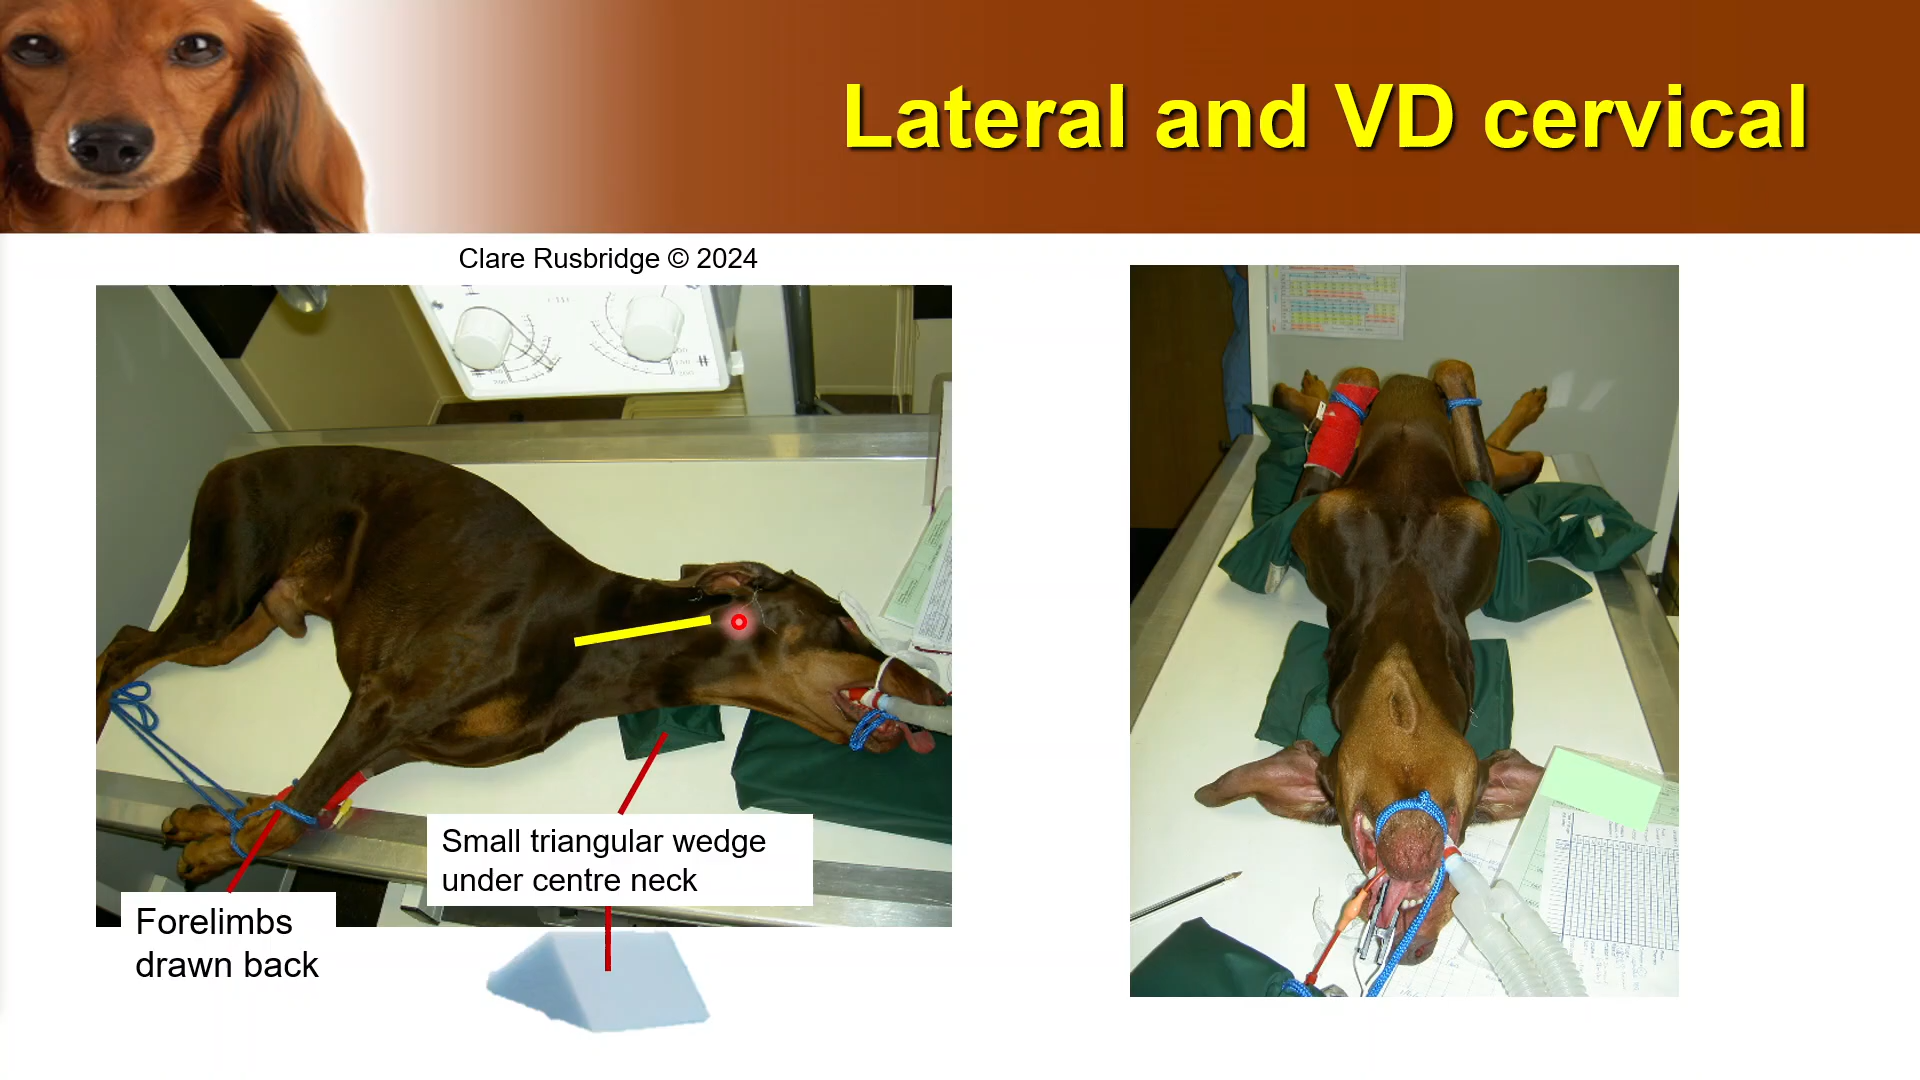 Lateral and VD cervical
Clare Rusbridge © 2024
Small triangular wedge
under centre neck
Forelimbs
drawn back